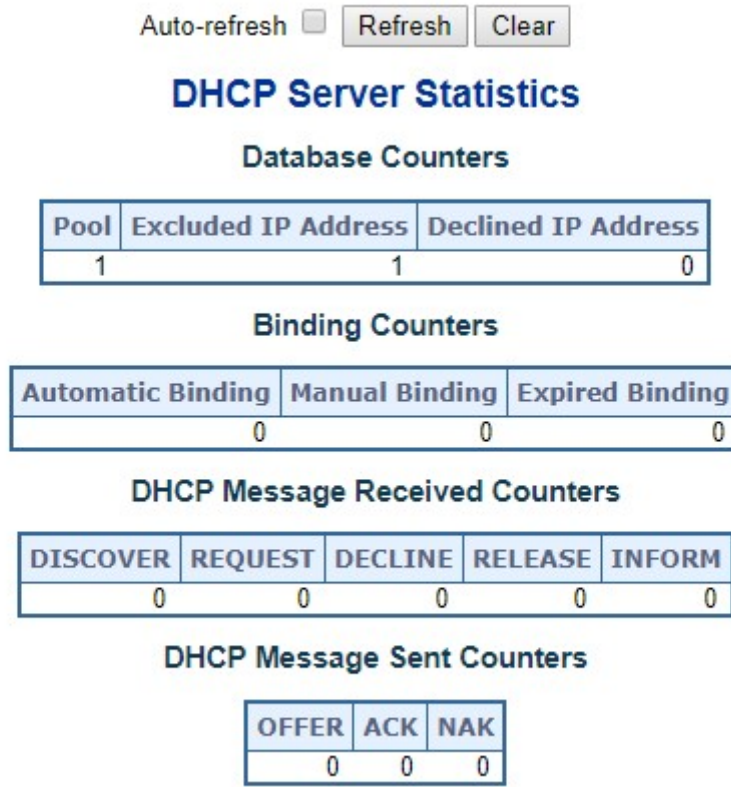 Auto-refresh Refresh Clear
DHCP Server Statistics
Database Counters
Pool Excluded IP Address Declined IP Address
1 1 0
Binding Counters
Automatic Binding Manual Binding Expired Binding
0 0 0
DHCP Message Received Counters
DISCOVER REQUEST DECLINE RELEASE INFORM
0 0 0 0 0
DHCP Message Sent Counters
OFFER ACK NAK
0 0 0